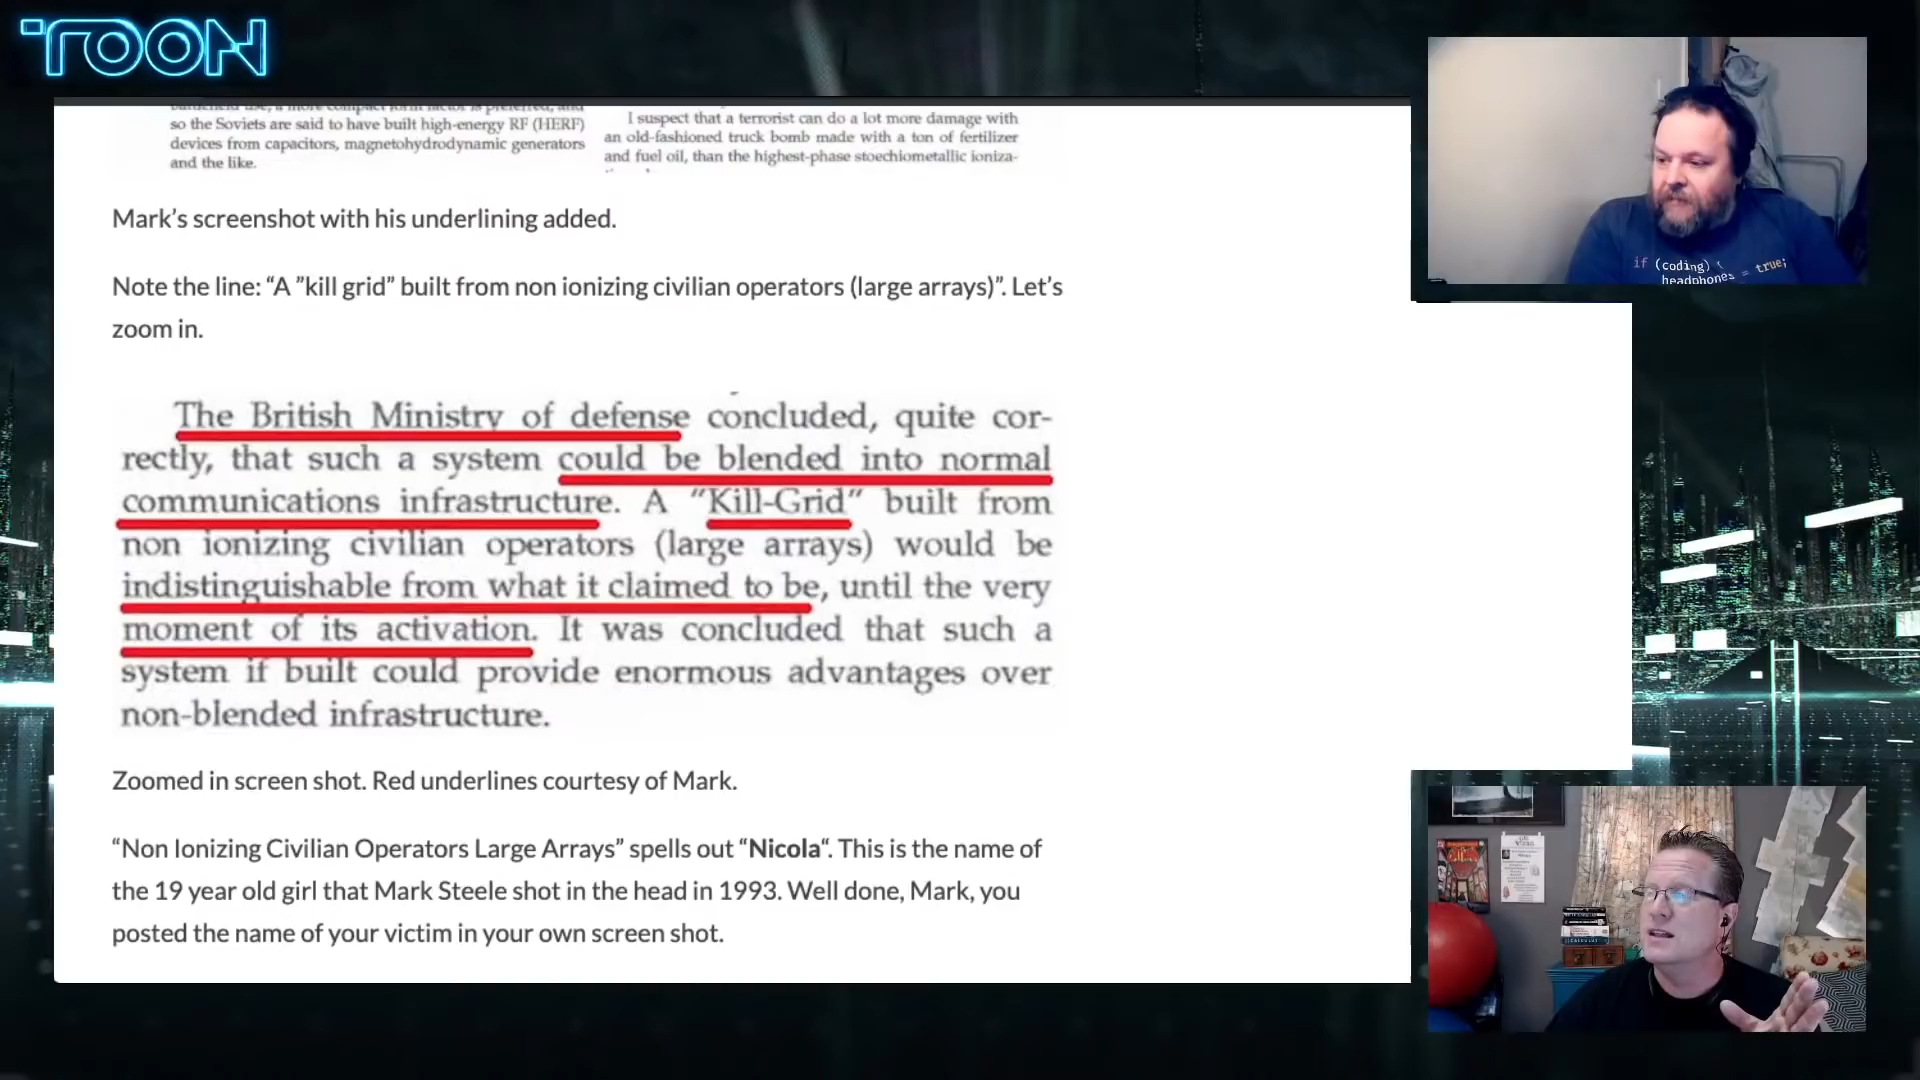 TOON
battlefield use, a more compact form factor is preferred, and
so the Soviets are said to have built high-energy RF (HERF)
devices from capacitors, magnetohydrodynamic generators
and the like.
I suspect that a terrorist can do a lot more damage with
an old-fashioned truck bomb made with a ton of fertilizer
and fuel oil, than the highest-phase stoechiometallic ioniza-
Mark’s screenshot with his underlining added.
Note the line: “A ”kill grid” built from non ionizing civilian operators (large arrays)”. Let’s
zoom in.
The British Ministry of defense concluded, quite cor-
rectly, that such a system could be blended into normal
communications infrastructure. A “Kill-Grid” built from
non ionizing civilian operators (large arrays) would be
indistinguishable from what it claimed to be, until the very
moment of its activation. It was concluded that such a
system if built could provide enormous advantages over
non-blended infrastructure.
Zoomed in screen shot. Red underlines courtesy of Mark.
“Non Ionizing Civilian Operators Large Arrays” spells out “Nicola“. This is the name of
the 19 year old girl that Mark Steele shot in the head in 1993. Well done, Mark, you
posted the name of your victim in your own screen shot.
if (coding) {
headphones = true;